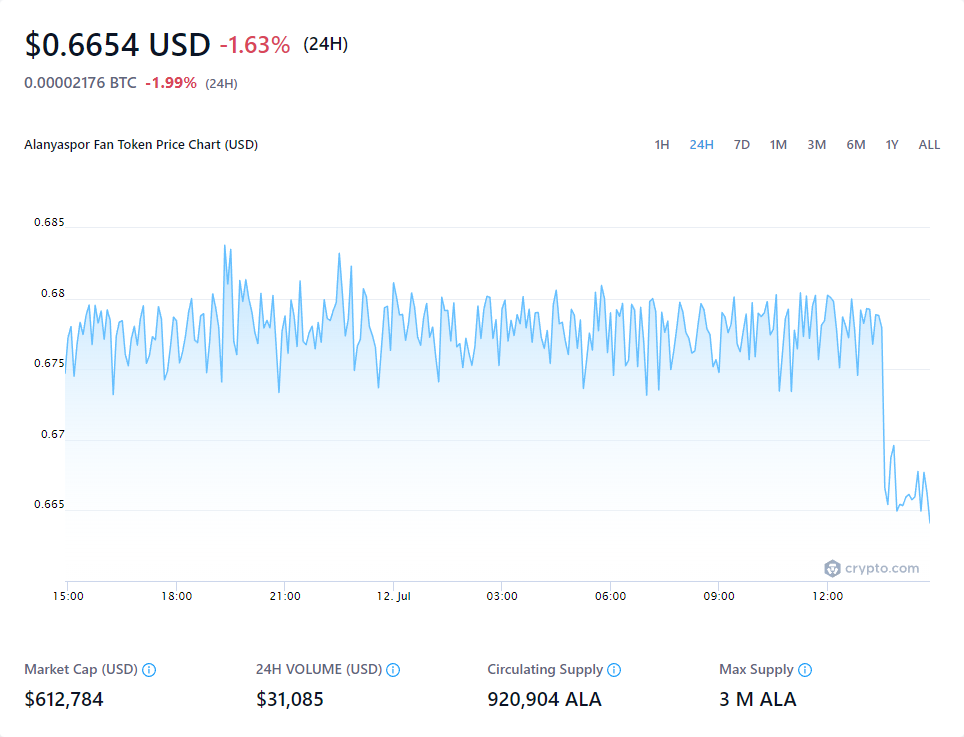 $0.6654 USD -1.63% (24H)
0.00002176 BTC -1.99% (24H)
Alanyaspor Fan Token Price Chart (USD) 1H 24H 7D 1M 3M 6M 1Y ALL
0.685
0.68
0.675
0.67
0.665
crypto.com
15:00 18:00 21:00 12. Jul 03:00 06:00 09:00 12:00
Market Cap (USD) 24H VOLUME (USD) Circulating Supply Max Supply
$612,784 $31,085 920,904 ALA 3 M ALA